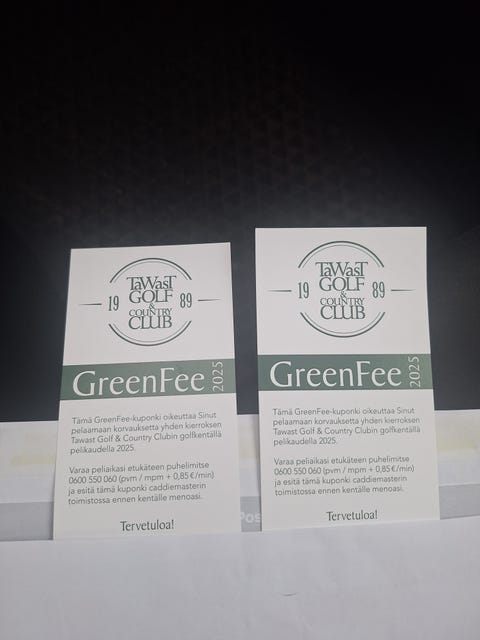 TaWasT
GOLF
19 & 89
COUNTRY
CLUB
GreenFee 2025
Tämä GreenFee-kuponki oikeuttaa Sinut
pelaamaan korvauksetta yhden kierroksen
Tawast Golf & Country Clubin golfkentällä
pelikaudella 2025.
Varaa peliaikasi etukäteen puhelimitse
0600 550 060 (pvm / mpm + 0,85 €/min)
ja esitä tämä kuponki caddiemasterin
toimistossa ennen kentälle menoasi.
Tervetuloa!
TaWasT
GOLF
19 & 89
COUNTRY
CLUB
GreenFee 2025
Tämä GreenFee-kuponki oikeuttaa Sinut
pelaamaan korvauksetta yhden kierroksen
Tawast Golf & Country Clubin golfkentällä
pelikaudella 2025.
Varaa peliaikasi etukäteen puhelimitse
0600 550 060 (pvm / mpm + 0,85 €/min)
ja esitä tämä kuponki caddiemasterin
toimistossa ennen kentälle menoasi.
Tervetuloa!
Pos